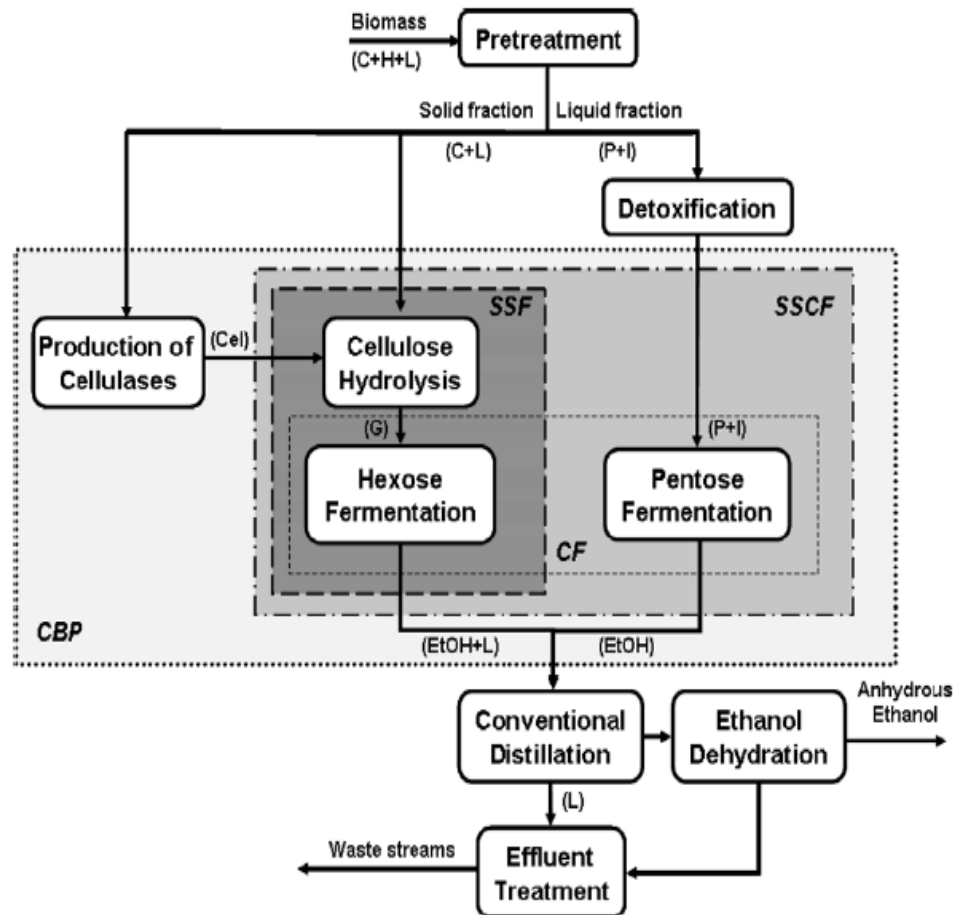 Biomass
(C+H+L)
Pretreatment
Solid fraction
Liquid fraction
(C+L)
(P+I)
Detoxification
SSF
SSCF
Production of
Cellulases
(Cel)
Cellulose
Hydrolysis
(G)
(P+I)
Hexose
Fermentation
Pentose
Fermentation
CF
CBP
(EtOH+L)
(EtOH)
Conventional
Distillation
Ethanol
Dehydration
Anhydrous
Ethanol
(L)
Waste streams
Effluent
Treatment